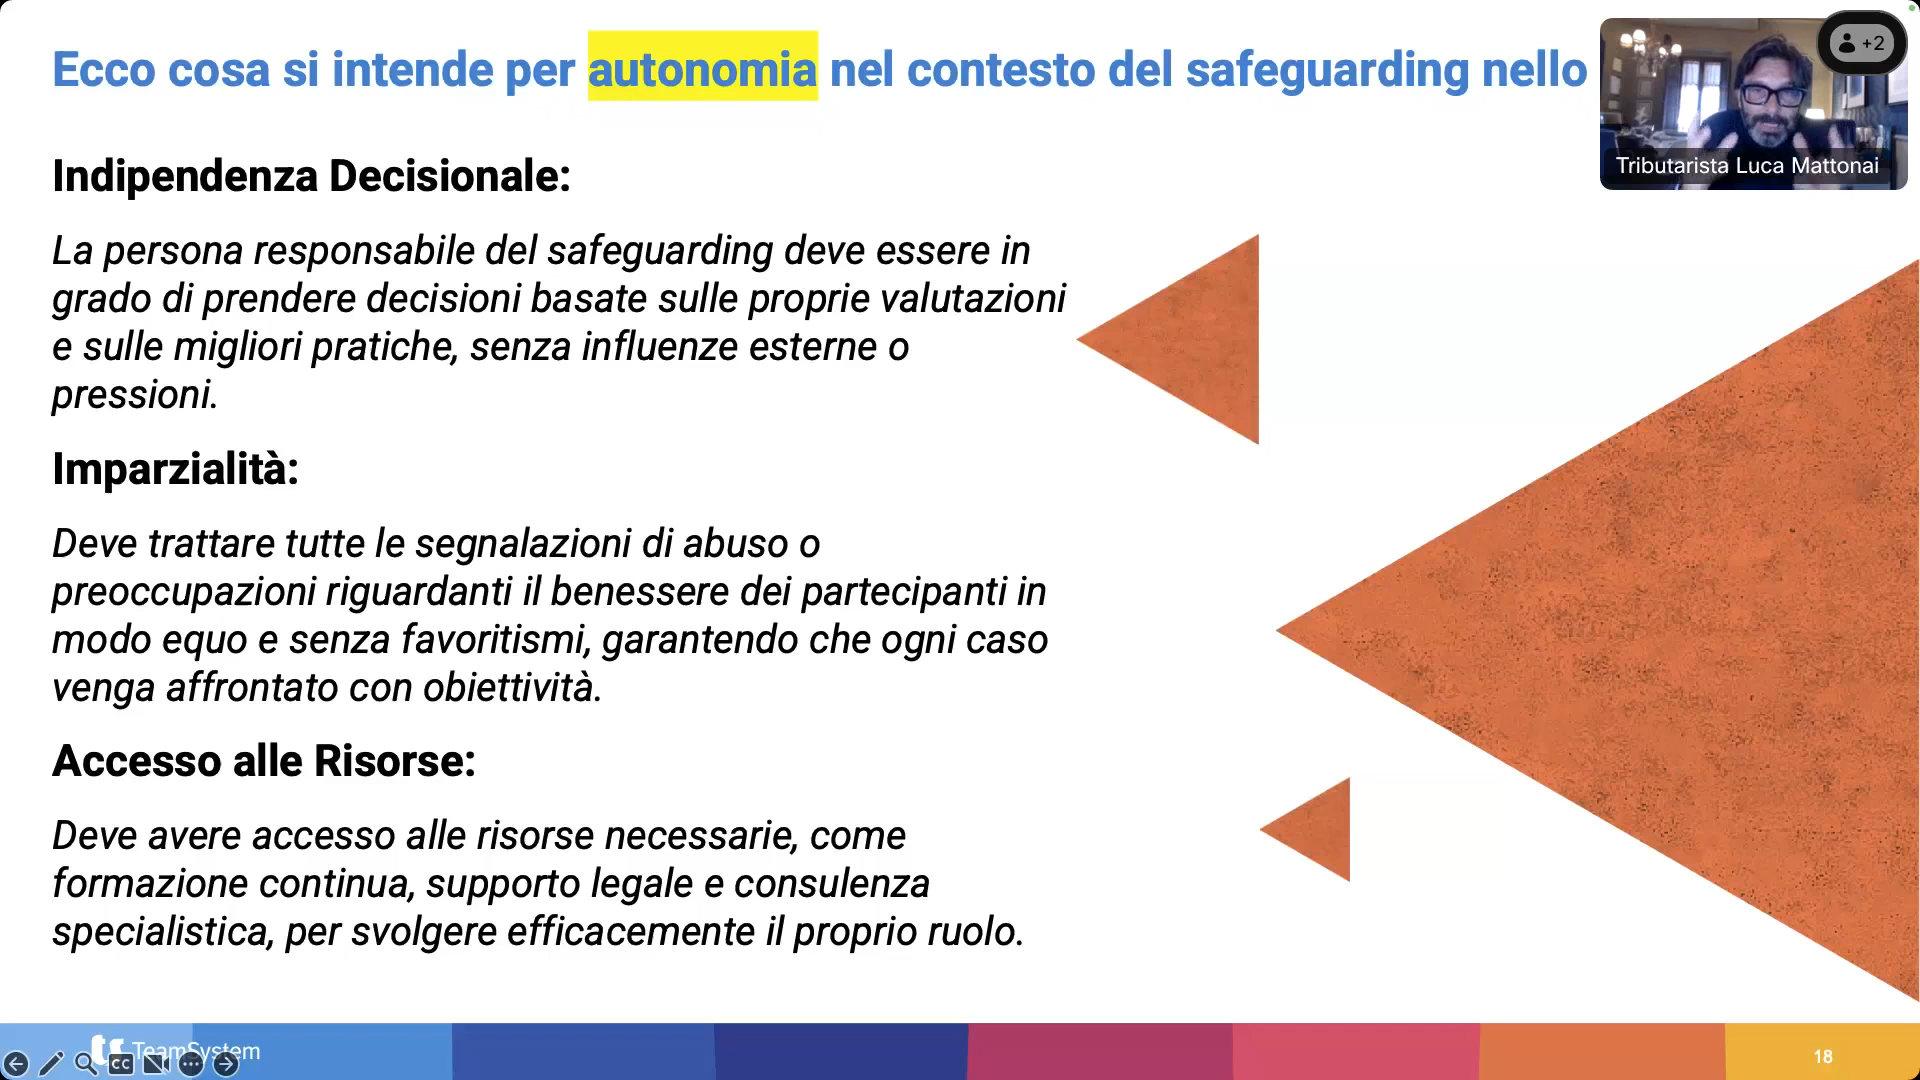 Ecco cosa si intende per autonomia nel contesto del safeguarding nello
+2
Tributarista Luca Mattonai
Indipendenza Decisionale:
La persona responsabile del safeguarding deve essere in
grado di prendere decisioni basate sulle proprie valutazioni
e sulle migliori pratiche, senza influenze esterne o
pressioni.
Imparzialità:
Deve trattare tutte le segnalazioni di abuso o
preoccupazioni riguardanti il benessere dei partecipanti in
modo equo e senza favoritismi, garantendo che ogni caso
venga affrontato con obiettività.
Accesso alle Risorse:
Deve avere accesso alle risorse necessarie, come
formazione continua, supporto legale e consulenza
specialistica, per svolgere efficacemente il proprio ruolo.
ts TeamSystem
CC
18